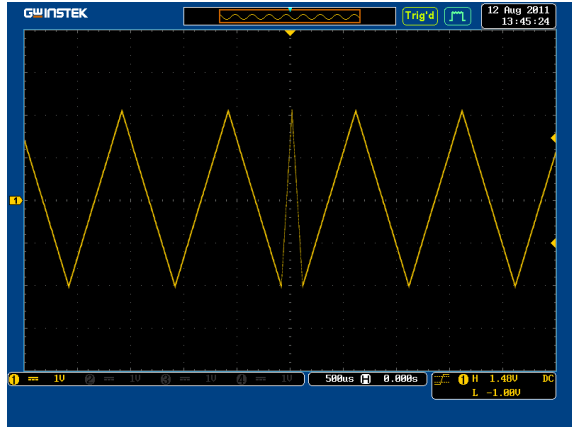 GWINSTEK Trig'd 12 Aug 2011
13:45:24
1
1 1V 2 1V 3 1V 4 1V 500us H 0.000s 1 H 1.48V DC
L -1.00V